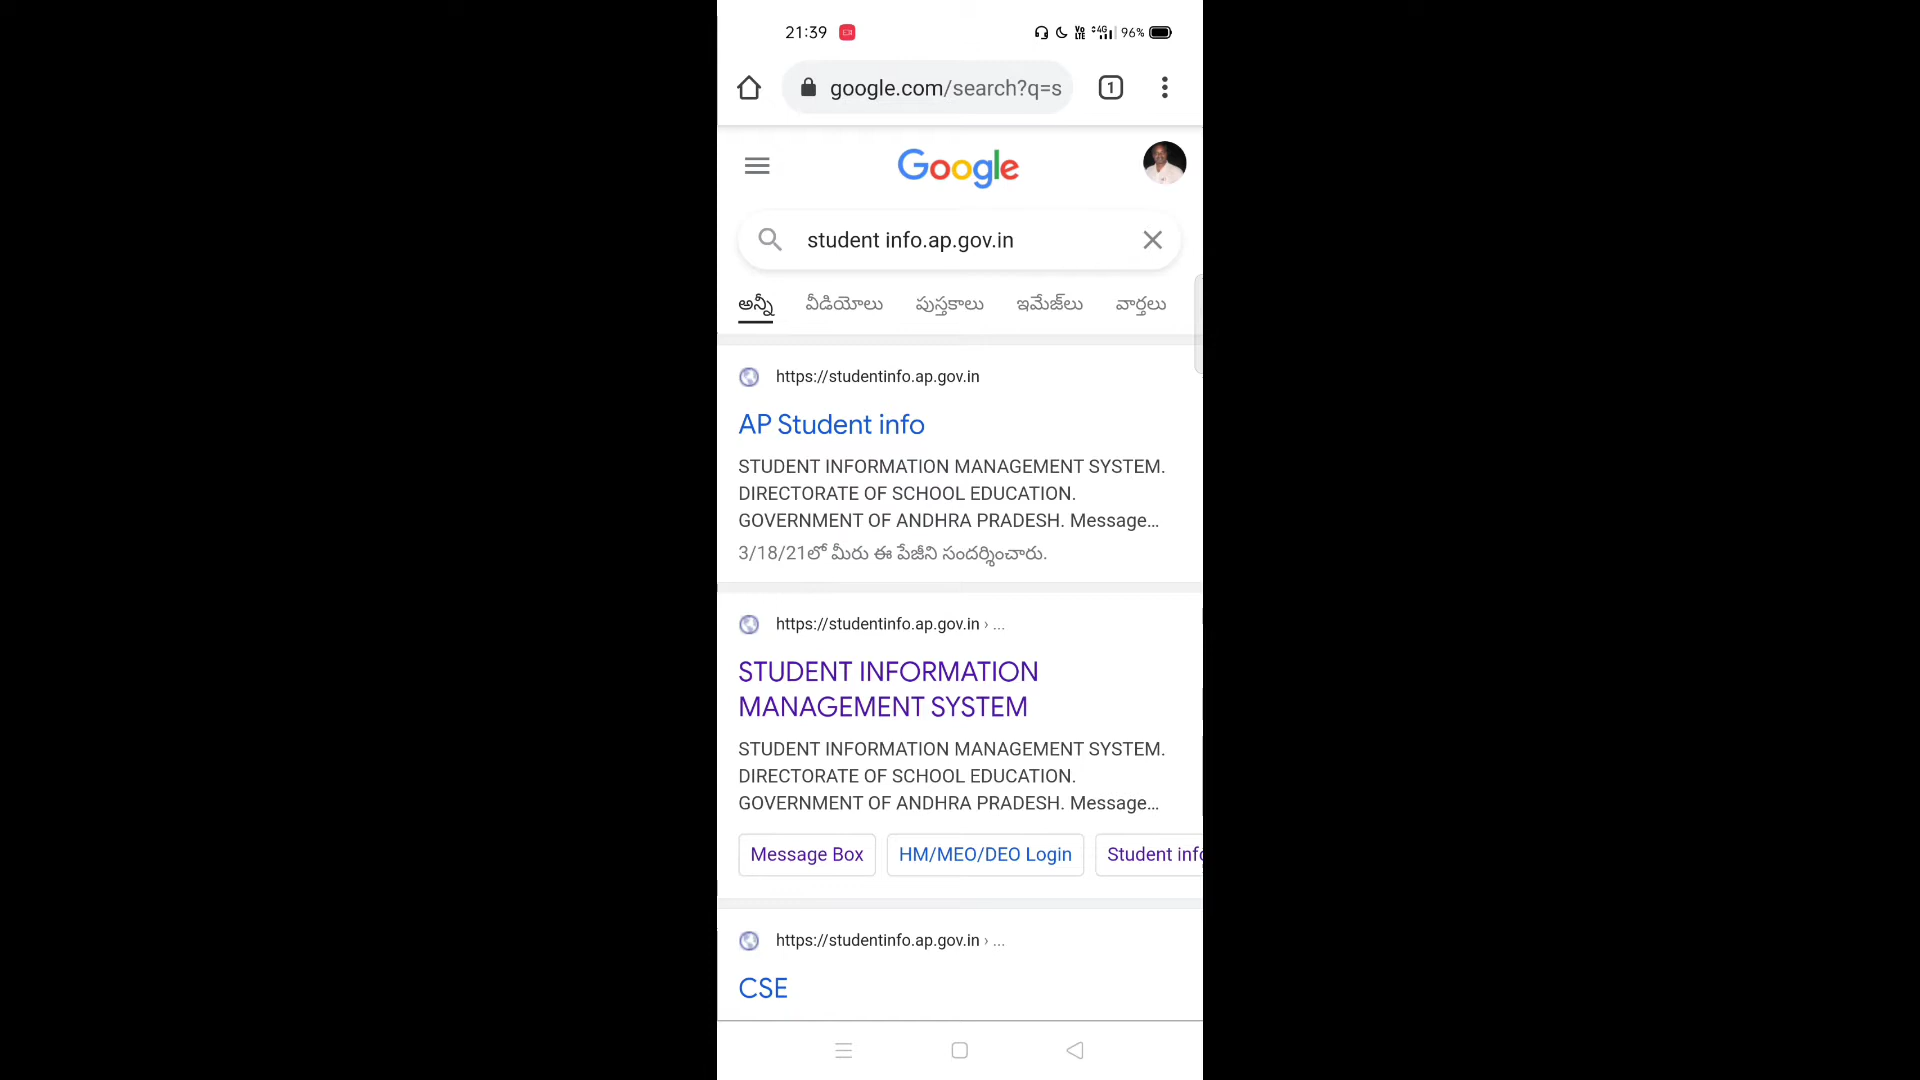 21:39
Vo LTE 4G 96%
google.com/search?q=s
1
Google
student info.ap.gov.in
అన్నీ వీడియోలు పుస్తకాలు ఇమేజ్‌లు వార్తలు
https://studentinfo.ap.gov.in
AP Student info
STUDENT INFORMATION MANAGEMENT SYSTEM.
DIRECTORATE OF SCHOOL EDUCATION.
GOVERNMENT OF ANDHRA PRADESH. Message...
3/18/21లో మీరు ఈ పేజీని సందర్శించారు.
https://studentinfo.ap.gov.in › ...
STUDENT INFORMATION
MANAGEMENT SYSTEM
STUDENT INFORMATION MANAGEMENT SYSTEM.
DIRECTORATE OF SCHOOL EDUCATION.
GOVERNMENT OF ANDHRA PRADESH. Message...
Message Box HM/MEO/DEO Login Student info
https://studentinfo.ap.gov.in › ...
CSE